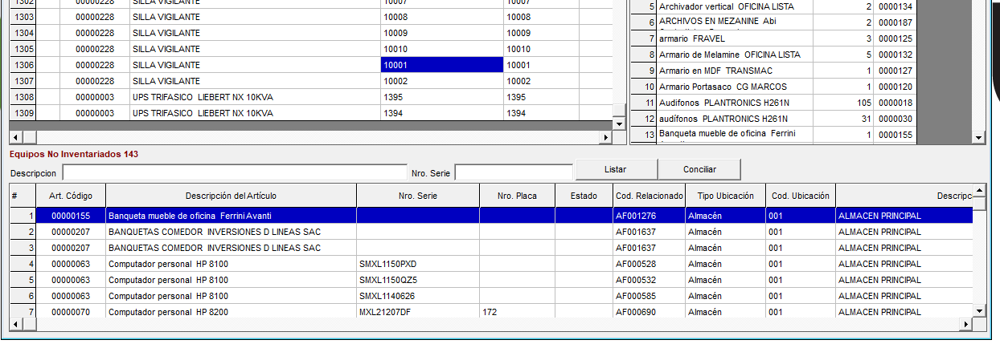 1302 00000228 SILLA VIGILANTE 10007 10007
1303 00000228 SILLA VIGILANTE 10008 10008
1304 00000228 SILLA VIGILANTE 10009 10009
1305 00000228 SILLA VIGILANTE 10010 10010
1306 00000228 SILLA VIGILANTE 10001 10001
1307 00000228 SILLA VIGILANTE 10002 10002
1308 00000003 UPS TRIFASICO LIEBERT NX 10KVA 1395 1395
1309 00000003 UPS TRIFASICO LIEBERT NX 10KVA 1394 1394
5 Archivador vertical OFICINA LISTA 2 0000134
6 ARCHIVOS EN MEZANINE Abi 2 0000187
7 armario FRAVEL 3 0000125
8 Armario de Melamine OFICINA LISTA 5 0000132
9 Armario en MDF TRANSMAC 1 0000127
10 Armario Portasaco CG MARCOS 1 0000120
11 Audifonos PLANTRONICS H261N 105 0000018
12 audífonos PLANTRONICS H261N 31 0000030
13 Banqueta mueble de oficina Ferrini 1 0000155
Equipos No Inventariados 143
Descripcion Nro. Serie Listar Conciliar
# Art. Código Descripción del Artículo Nro. Serie Nro. Placa Estado Cod. Relacionado Tipo Ubicación Cod. Ubicación Descripc
1 00000155 Banqueta mueble de oficina Ferrini Avanti AF001276 Almacén 001 ALMACEN PRINCIPAL
2 00000207 BANQUETAS COMEDOR INVERSIONES D LINEAS SAC AF001637 Almacén 001 ALMACEN PRINCIPAL
3 00000207 BANQUETAS COMEDOR INVERSIONES D LINEAS SAC AF001637 Almacén 001 ALMACEN PRINCIPAL
4 00000063 Computador personal HP 8100 SMXL1150PXD AF000528 Almacén 001 ALMACEN PRINCIPAL
5 00000063 Computador personal HP 8100 SMXL1150QZ5 AF000532 Almacén 001 ALMACEN PRINCIPAL
6 00000063 Computador personal HP 8100 SMXL1140626 AF000585 Almacén 001 ALMACEN PRINCIPAL
7 00000070 Computador personal HP 8200 MXL21207DF 172 AF000690 Almacén 001 ALMACEN PRINCIPAL